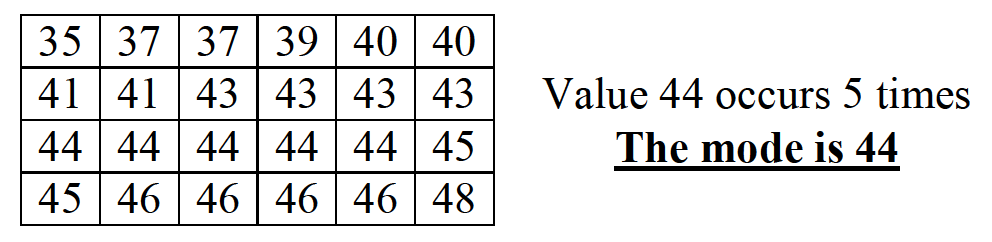 35 37 37 39 40 40
41 41 43 43 43 43
44 44 44 44 44 45
45 46 46 46 46 48
Value 44 occurs 5 times
The mode is 44